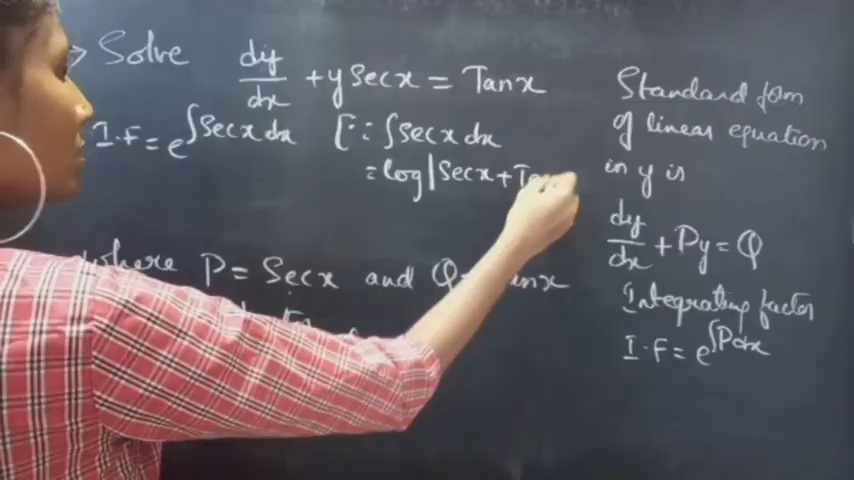 Solve dy/dx + y Secx = Tanx
I.F = e^∫Secx dx [∵ ∫Secx dx
= log|Secx +
where P = Secx and Q =
Standard form
of linear equation
in y is
dy/dx + Py = Q
Integrating factor
I.F = e^∫Pdx